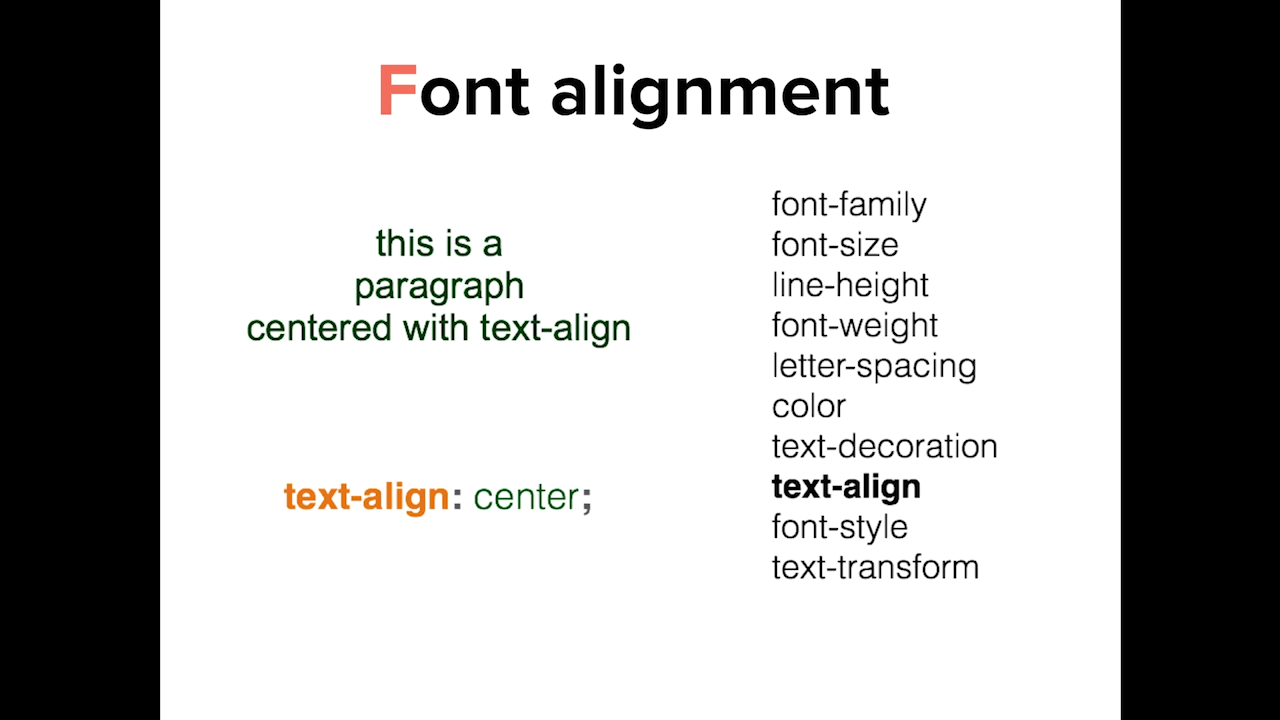 Font alignment
this is a
paragraph
centered with text-align
text-align: center;
font-family
font-size
line-height
font-weight
letter-spacing
color
text-decoration
text-align
font-style
text-transform